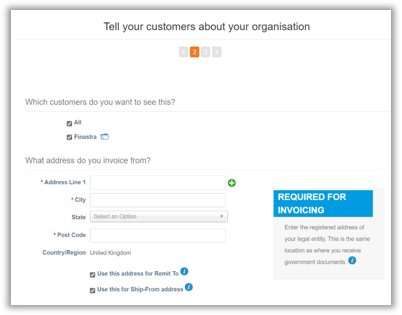 Tell your customers about your organisation
1 2 3 4
Which customers do you want to see this?
All
Finastra
What address do you invoice from?
* Address Line 1
* City
State Select an Option
* Post Code
Country/Region United Kingdom
Use this address for Remit To
Use this for Ship-From address
REQUIRED FOR
INVOICING
Enter the registered address of
your legal entity. This is the same
location as where you receive
government documents.